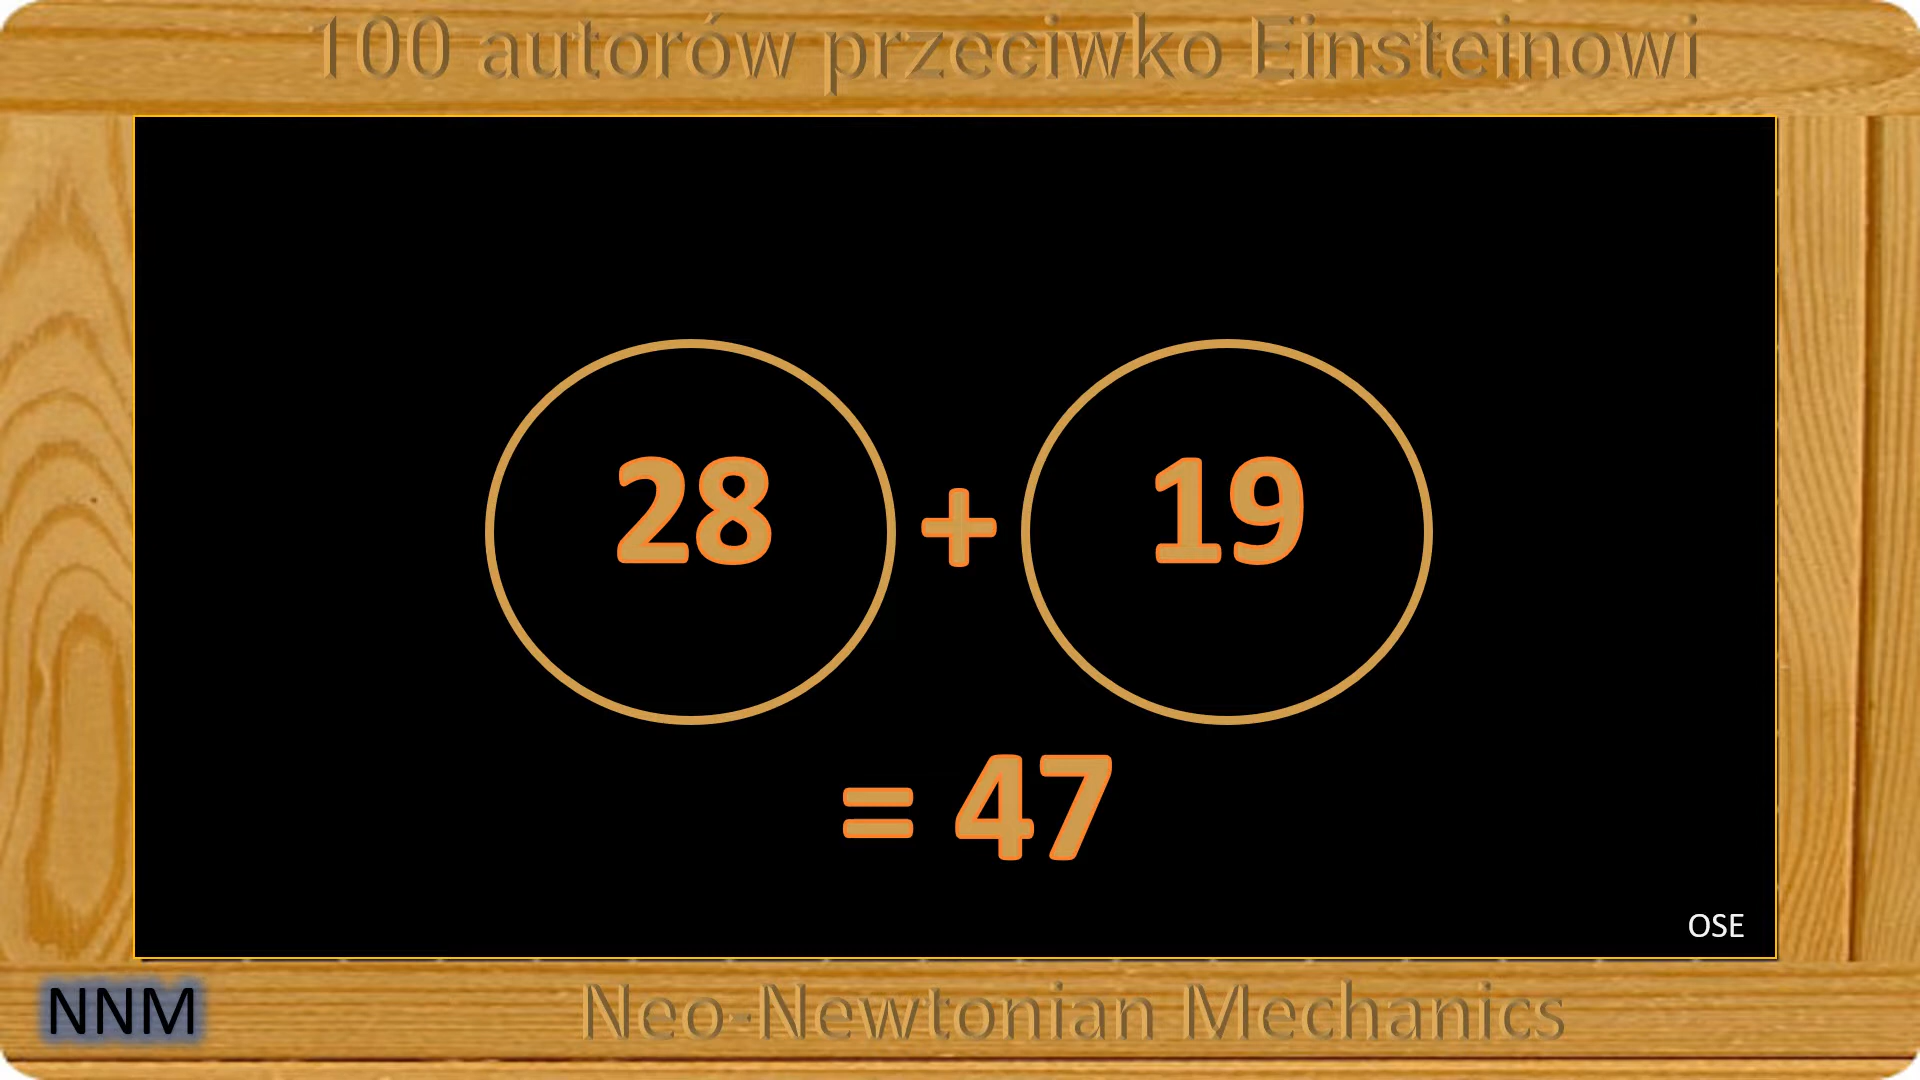 100 autorów przeciwko Einsteinowi
28 + 19
= 47
OSE
NNM
Neo-Newtonian Mechanics